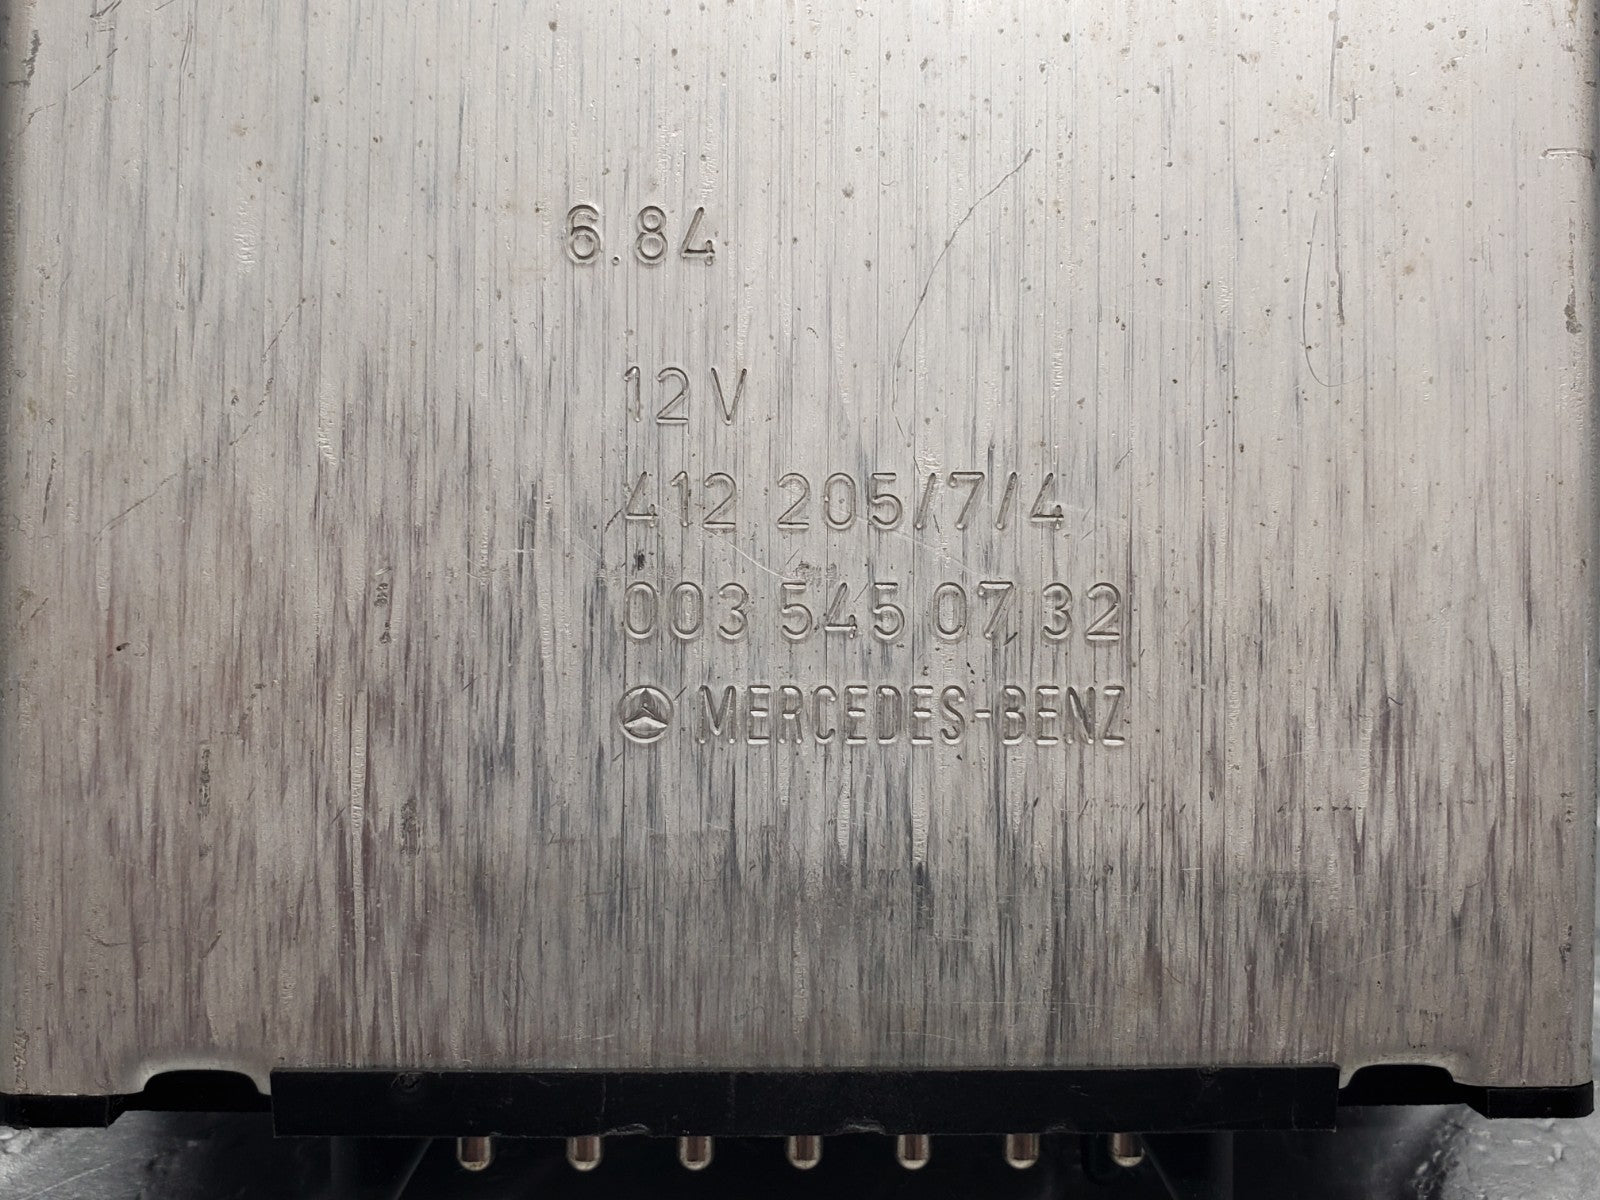 6.84
12V
412 205/7/4
003 545 07 32
MERCEDES-BENZ